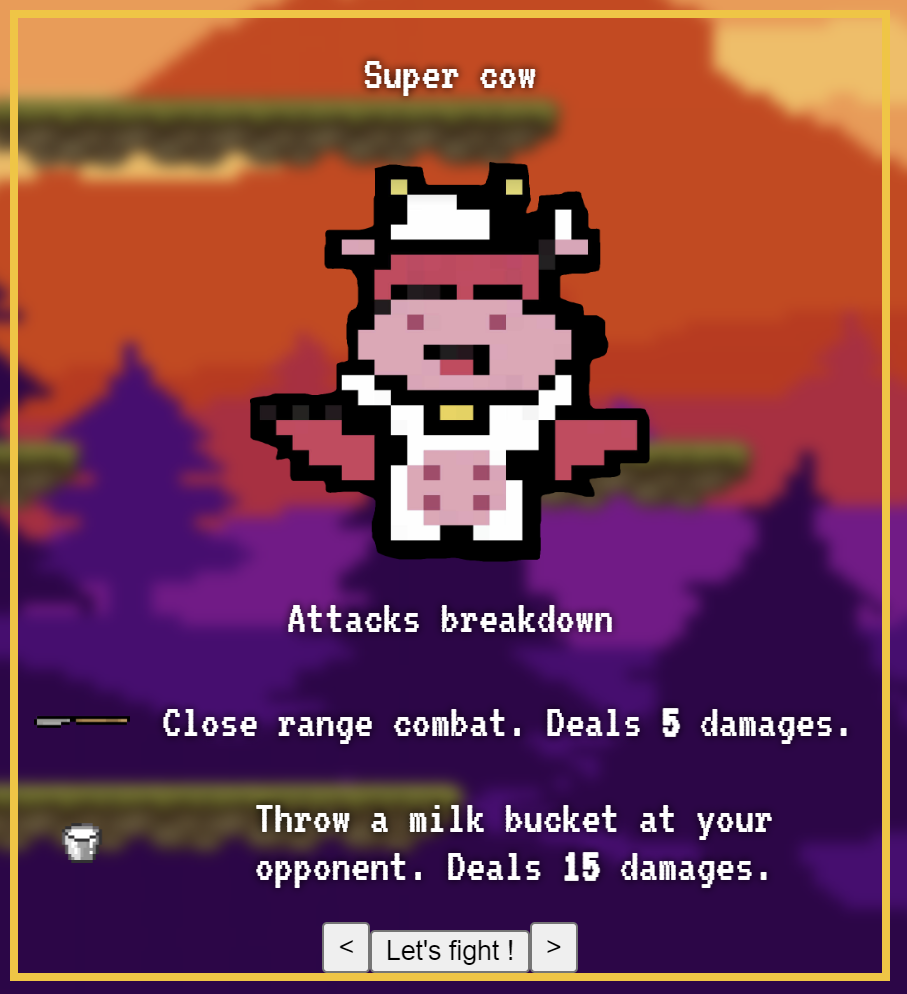 Super cow
Attacks breakdown
Close range combat. Deals 5 damages.
Throw a milk bucket at your
opponent. Deals 15 damages.
< Let's fight ! >